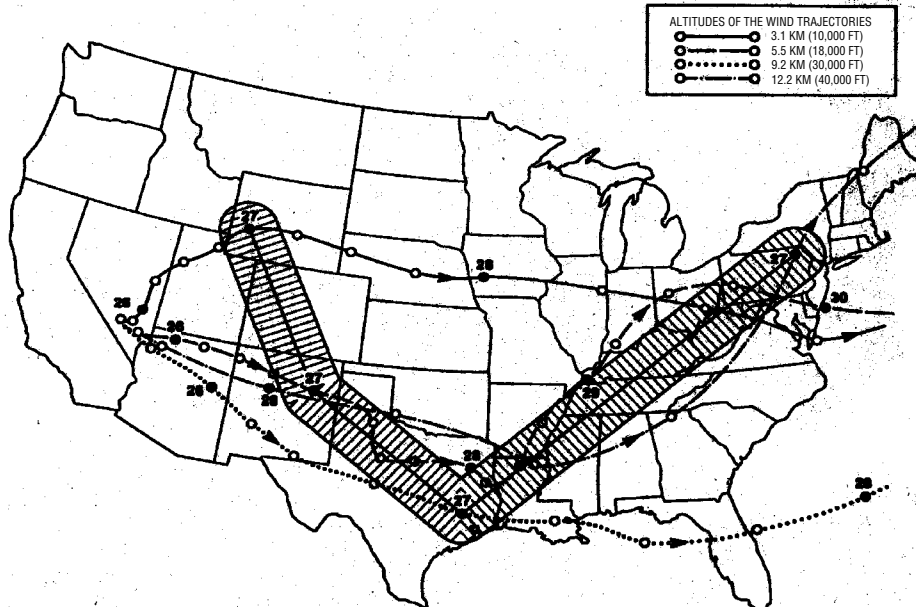 ALTITUDES OF THE WIND TRAJECTORIES
3.1 KM (10,000 FT)
5.5 KM (18,000 FT)
9.2 KM (30,000 FT)
12.2 KM (40,000 FT)
27
27
28
30
26
26
26
28
27
29
28
27
28